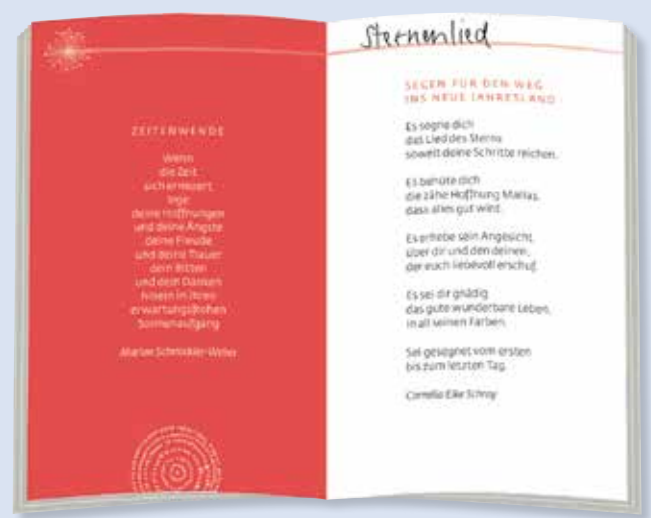 ZEITENWENDE
Wenn
die Zeit
sich erneuert,
lege
deine Hoffnungen
und deine Ängste
deine Freude
und deine Trauer
dein Bitten
und dein Danken
hinein in ihren
erwartungsfrohen
Sonnenaufgang
Sternenlied
SEGEN FÜR DEN WEG
INS NEUE JAHRESLAND
Es segne dich
das Lied des Sterns
soweit deine Schritte reichen.
Es behüte dich
die zähe Hoffnung Marias,
dass alles gut wird.
Es erhebe sein Angesicht,
über dir und den deinen,
der euch liebevoll erschuf.
Es sei dir gnädig
das gute wunderbare Leben,
in all seinen Farben.
Sei gesegnet vom ersten
bis zum letzten Tag.
Cornelia Elke Schray